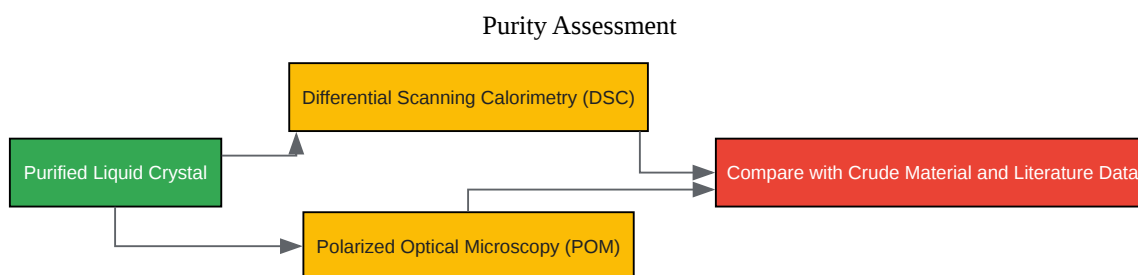 Purity Assessment
Differential Scanning Calorimetry (DSC)
Purified Liquid Crystal
Compare with Crude Material and Literature Data
Polarized Optical Microscopy (POM)